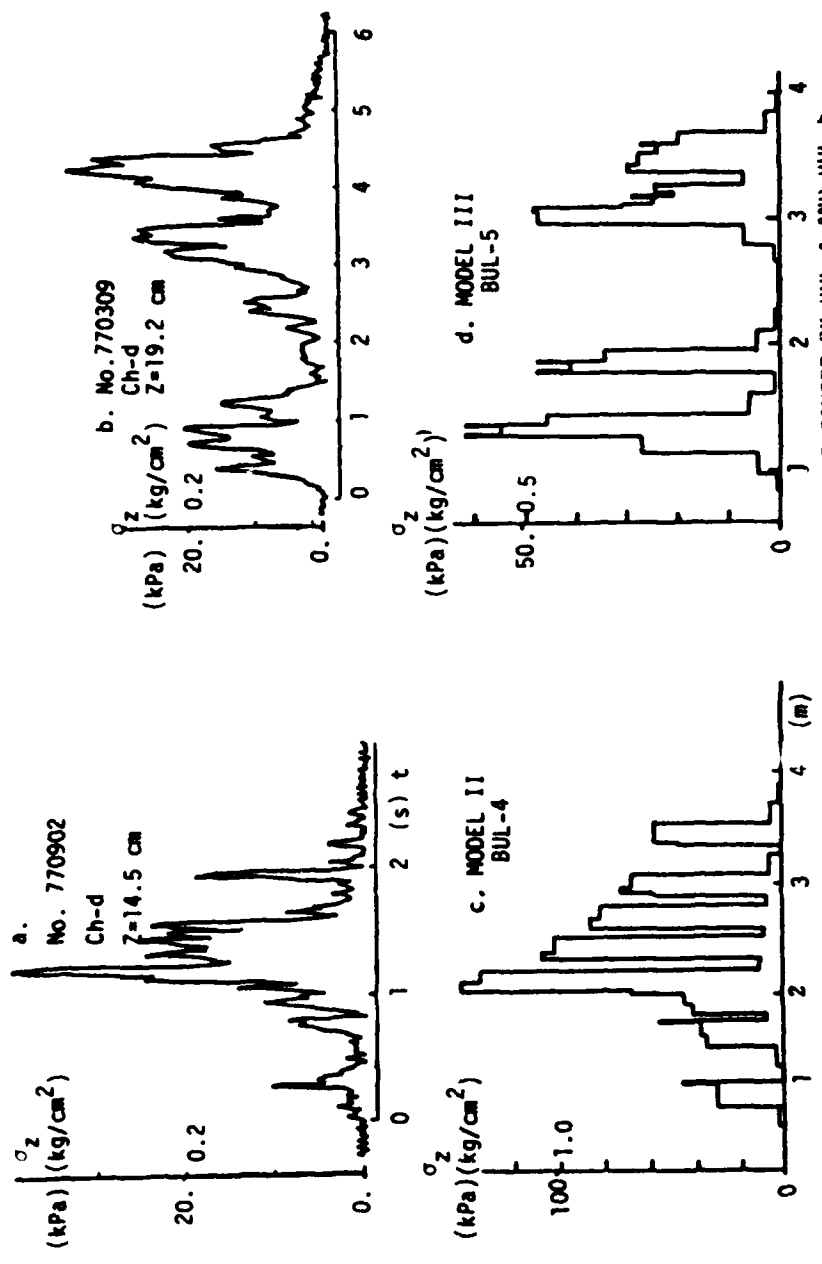 a.
No. 770902
Ch-d
Z=14.5 cm
σz
(kPa) (kg/cm²)
20. 0.2
0.
0 1 2 (s) t
b. No.770309
Ch-d
Z=19.2 cm
σz
(kPa) (kg/cm²)
20. 0.2
0.
0 1 2 3 4 5 6
c. MODEL II
BUL-4
σz
(kPa)(kg/cm²)
100 1.0
0
1 2 3 4 (m)
d. MODEL III
BUL-5
σz
(kPa)(kg/cm²)
50. 0.5
0
1 2 3 4